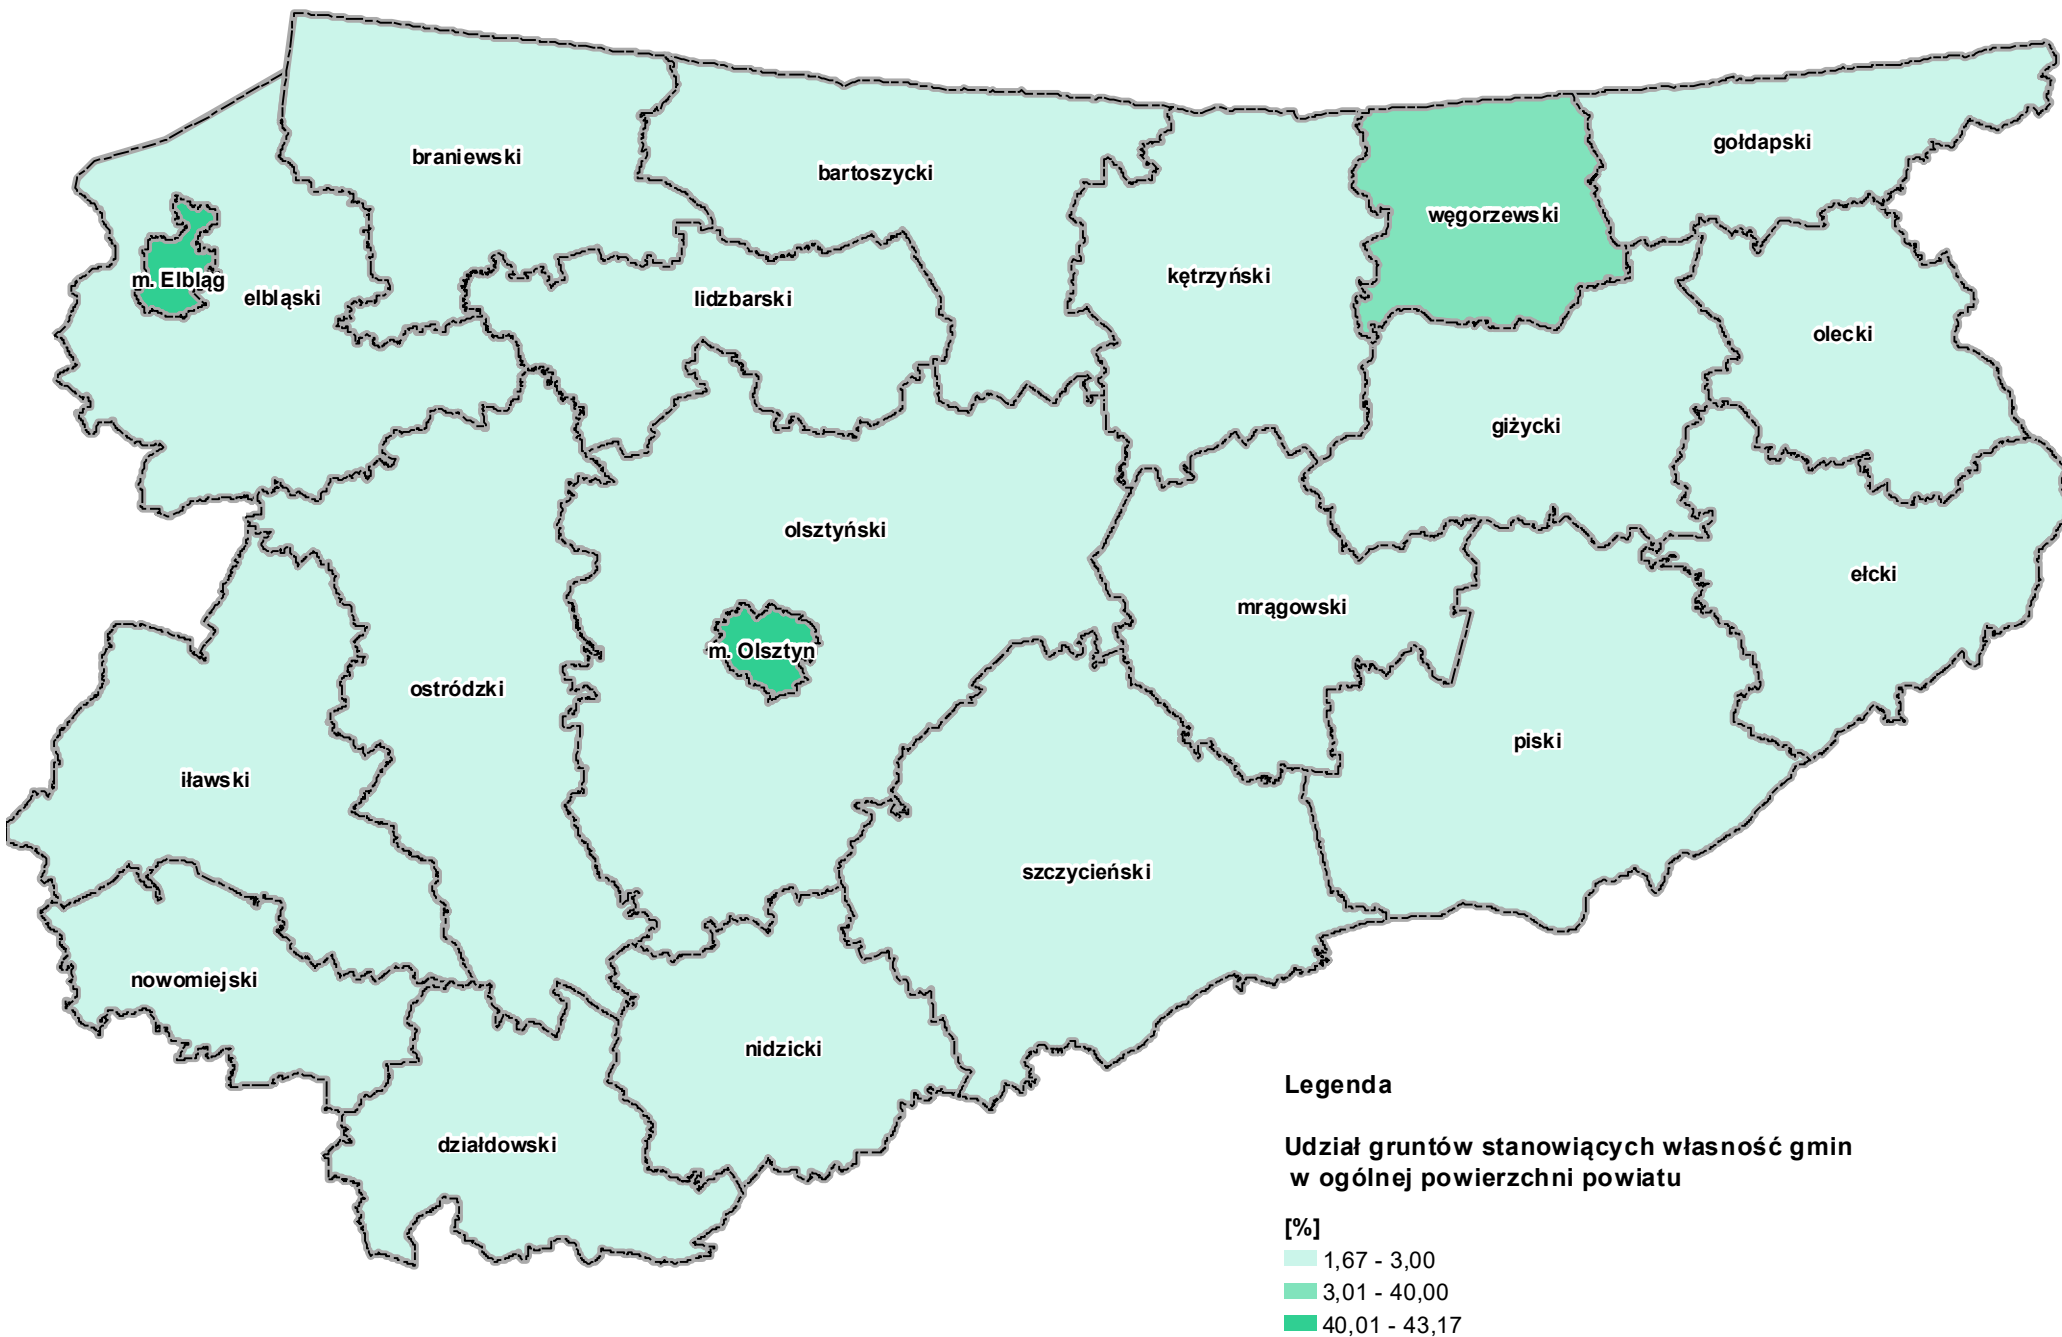 braniewski
bartoszycki
gołdapski
węgorzewski
m. Elbląg
elbląski
lidzbarski
kętrzyński
olecki
giżycki
olsztyński
ełcki
mrągowski
m. Olsztyn
ostródzki
piski
iławski
szczycieński
nowomiejski
nidzicki
działdowski
Legenda
Udział gruntów stanowiących własność gmin
w ogólnej powierzchni powiatu
[%]
1,67 - 3,00
3,01 - 40,00
40,01 - 43,17